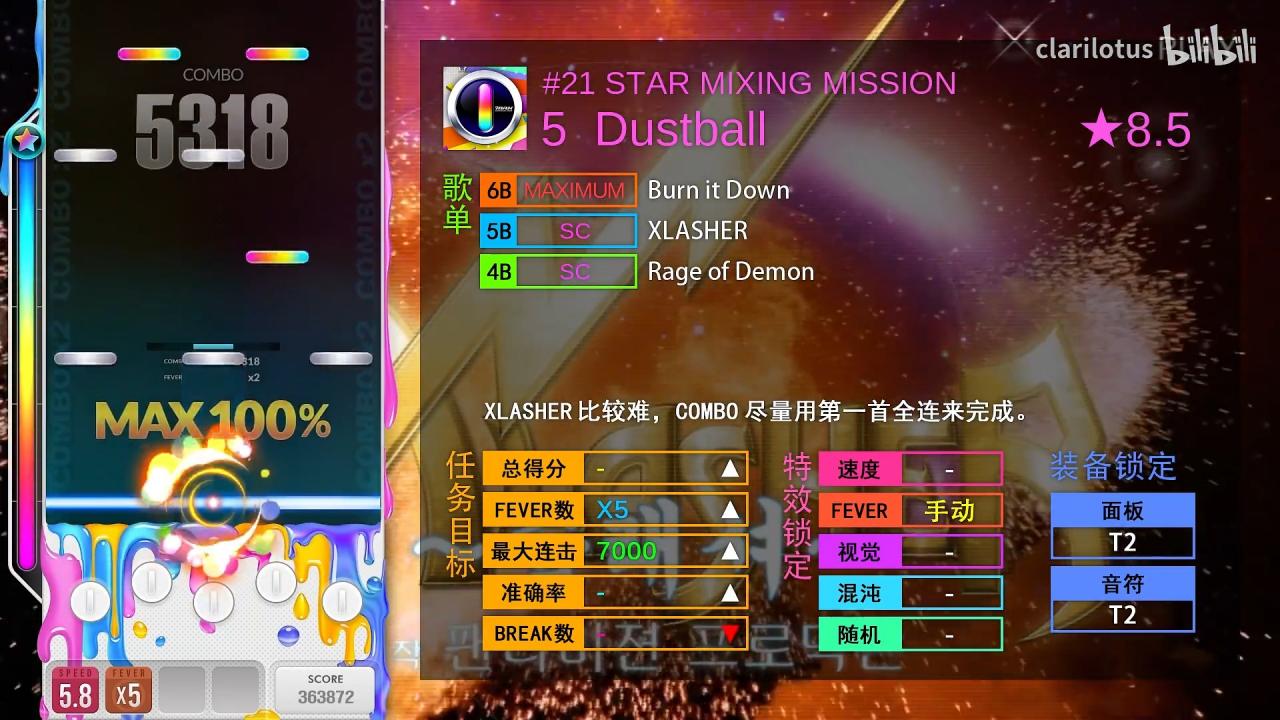 COMBO
5318
COMBO 318
FEVER x2
MAX 100%
SPEED
5.8
FEVER
X5
SCORE
363872
clarilotus
bilibili
#21 STAR MIXING MISSION
5 Dustball
★8.5
歌单
6B MAXIMUM Burn it Down
5B SC XLASHER
4B SC Rage of Demon
XLASHER 比较难，COMBO 尽量用第一首全连来完成。
任务目标
总得分 - ▲
FEVER数 X5 ▲
最大连击 7000 ▲
准确率 - ▲
BREAK数 - ▼
特效锁定
速度 -
FEVER 手动
视觉 -
混沌 -
随机 -
装备锁定
面板
T2
音符
T2